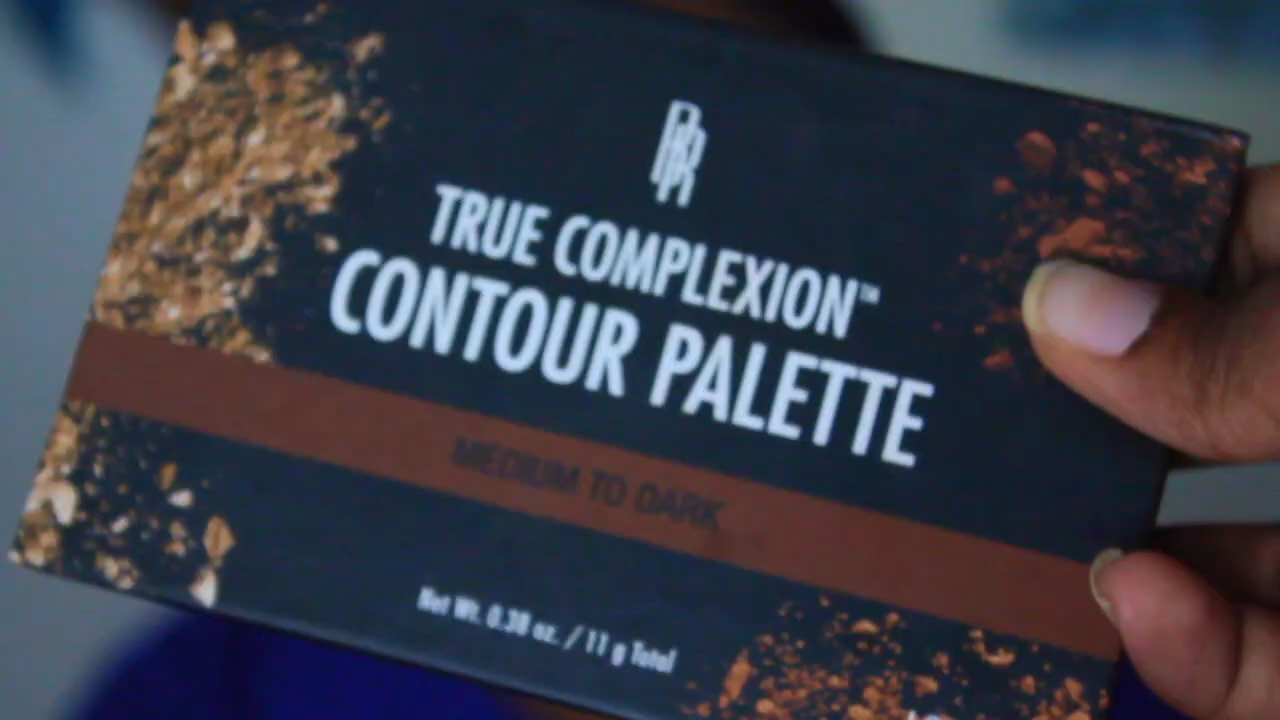 TRUE COMPLEXION™
CONTOUR PALETTE
MEDIUM TO DARK
Net Wt. 0.38 oz. / 11 g Total